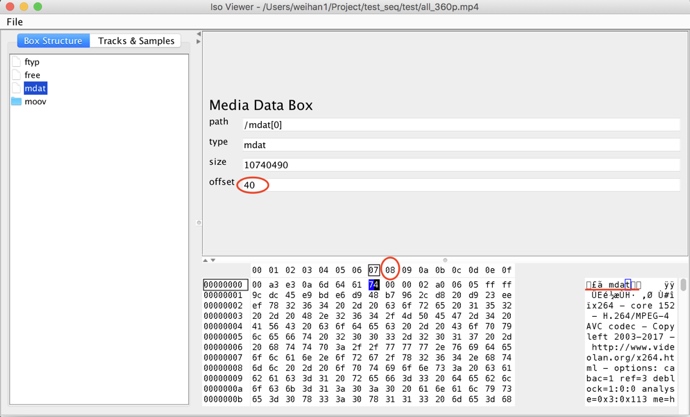 Iso Viewer - /Users/weihan1/Project/test_seq/test/all_360p.mp4
File
Box Structure
Tracks & Samples
ftyp
free
mdat
moov
Media Data Box
path
/mdat[0]
type
mdat
size
10740490
offset
40
00 01 02 03 04 05 06 07 08 09 0a 0b 0c 0d 0e 0f
00000000 00 a3 e3 0a 6d 64 61 74 00 00 02 a0 06 05 ff ff
00000001 9c dc 45 e9 bd e6 d9 48 b7 96 2c d8 20 d9 23 ee
00000002 ef 78 32 36 34 20 2d 20 63 6f 72 65 20 31 35 32
00000003 20 2d 20 48 2e 32 36 34 2f 4d 50 45 47 2d 34 20
00000004 41 56 43 20 63 6f 64 65 63 20 2d 20 43 6f 70 79
00000005 6c 65 66 74 20 32 30 30 33 2d 32 30 31 37 20 2d
00000006 20 68 74 74 70 3a 2f 2f 77 77 77 2e 76 69 64 65
00000007 6f 6c 61 6e 2e 6f 72 67 2f 78 32 36 34 2e 68 74
00000008 6d 6c 20 2d 20 6f 70 74 69 6f 6e 73 3a 20 63 61
00000009 62 61 63 3d 31 20 72 65 66 3d 33 20 64 65 62 6c
0000000a 6f 63 6b 3d 31 3a 30 3a 30 20 61 6e 61 6c 79 73
0000000b 65 3d 30 78 33 3a 30 78 31 31 33 20 6d 65 3d 68
£ã mdat ÿÿ
ÜEé½æÙH· ,Ø Ù#î
ïx264 - core 152
- H.264/MPEG-4
AVC codec - Copy
left 2003-2017 -
http://www.vide
olan.org/x264.ht
ml - options: ca
bac=1 ref=3 debl
ock=1:0:0 analys
e=0x3:0x113 me=h